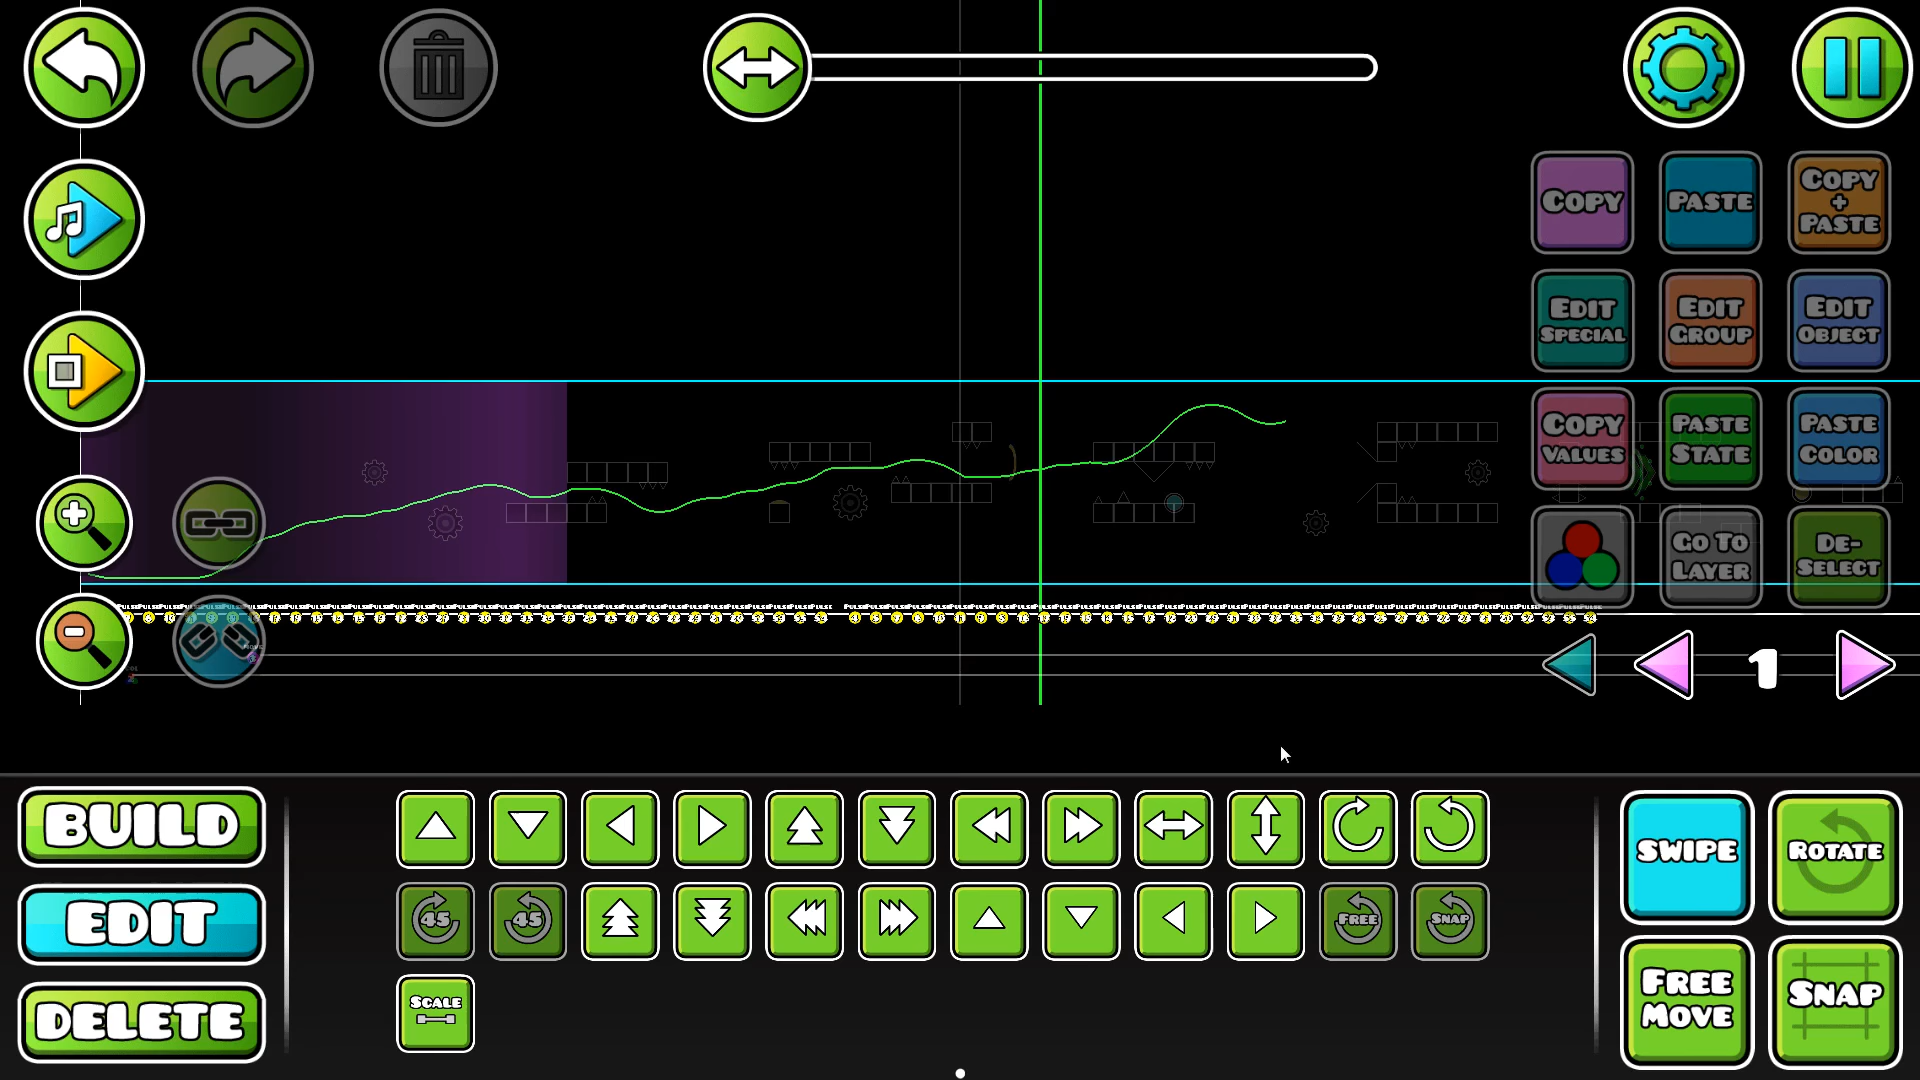 COPY
PASTE
COPY
+
PASTE
EDIT
SPECIAL
EDIT
GROUP
EDIT
OBJECT
COPY
VALUES
PASTE
STATE
PASTE
COLOR
GO TO
LAYER
DE-
SELECT
1
BUILD
EDIT
DELETE
45
45
FREE
SNAP
SCALE
SWIPE
ROTATE
FREE
MOVE
SNAP